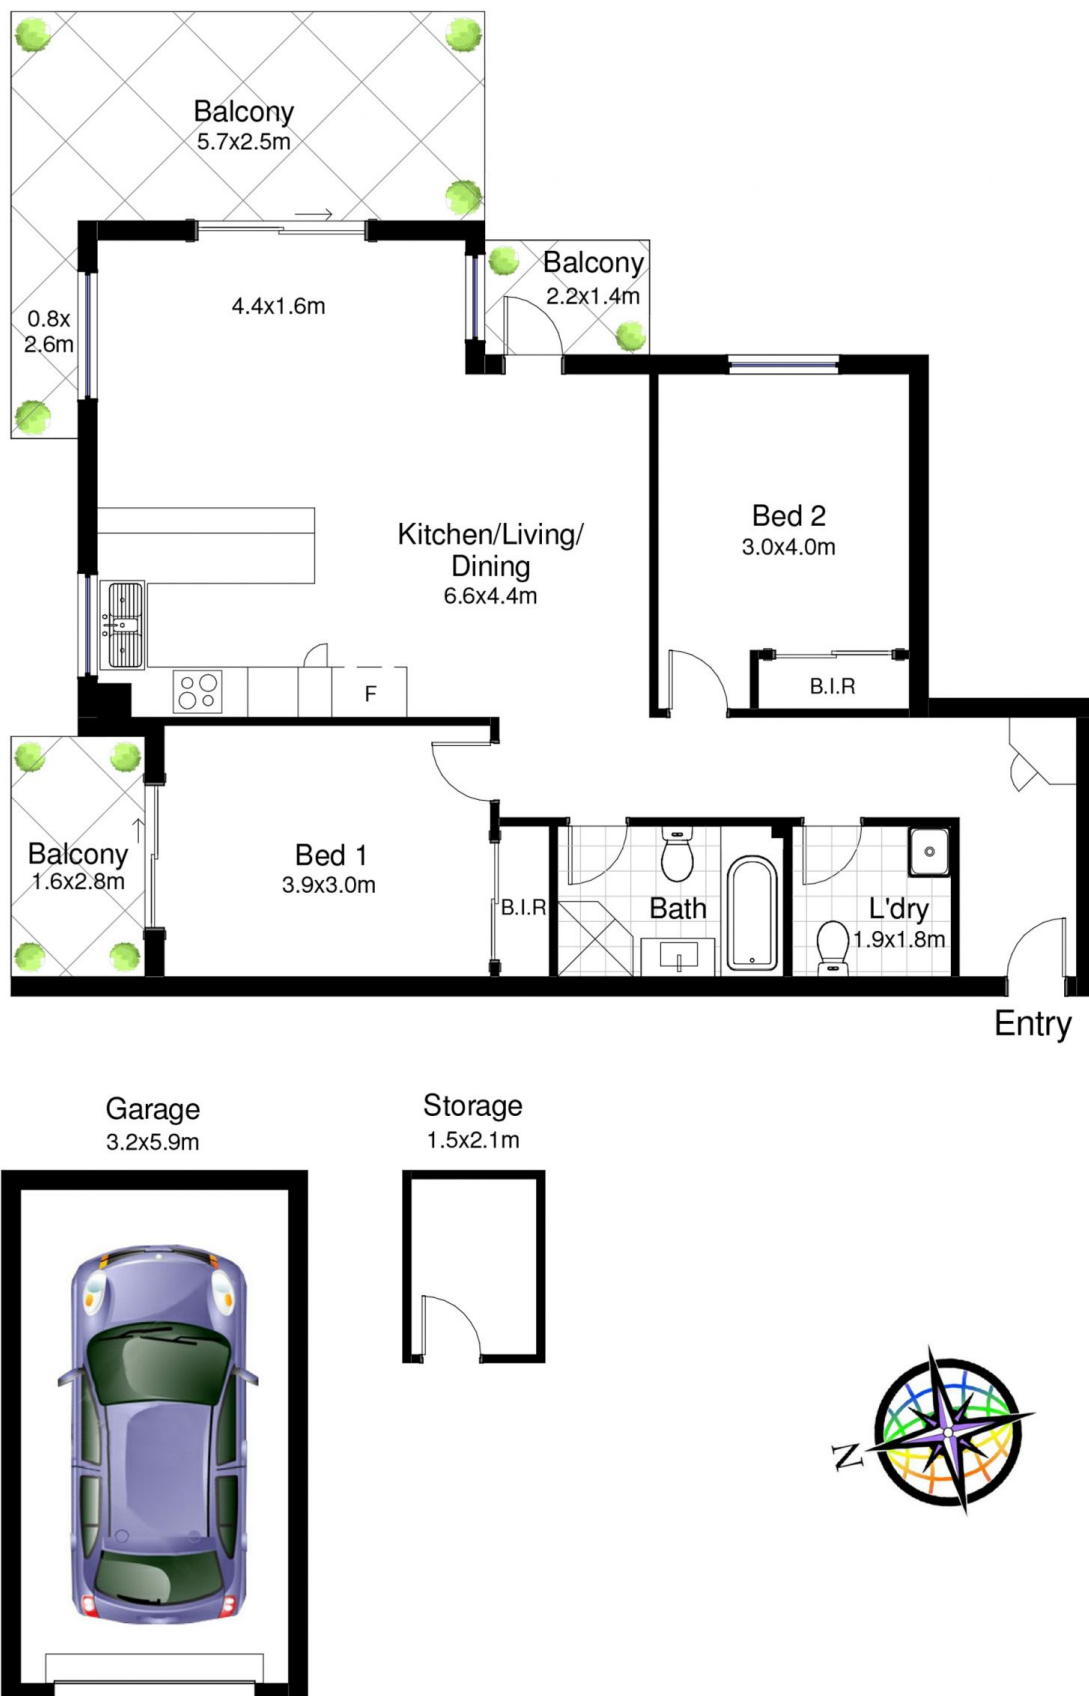 Balcony
5.7x2.5m
Balcony
2.2x1.4m
4.4x1.6m
0.8x
2.6m
Bed 2
3.0x4.0m
Kitchen/Living/
Dining
6.6x4.4m
B.I.R
F
Balcony
1.6x2.8m
Bed 1
3.9x3.0m
B.I.R
Bath
L'dry
1.9x1.8m
Entry
Garage
3.2x5.9m
Storage
1.5x2.1m
N